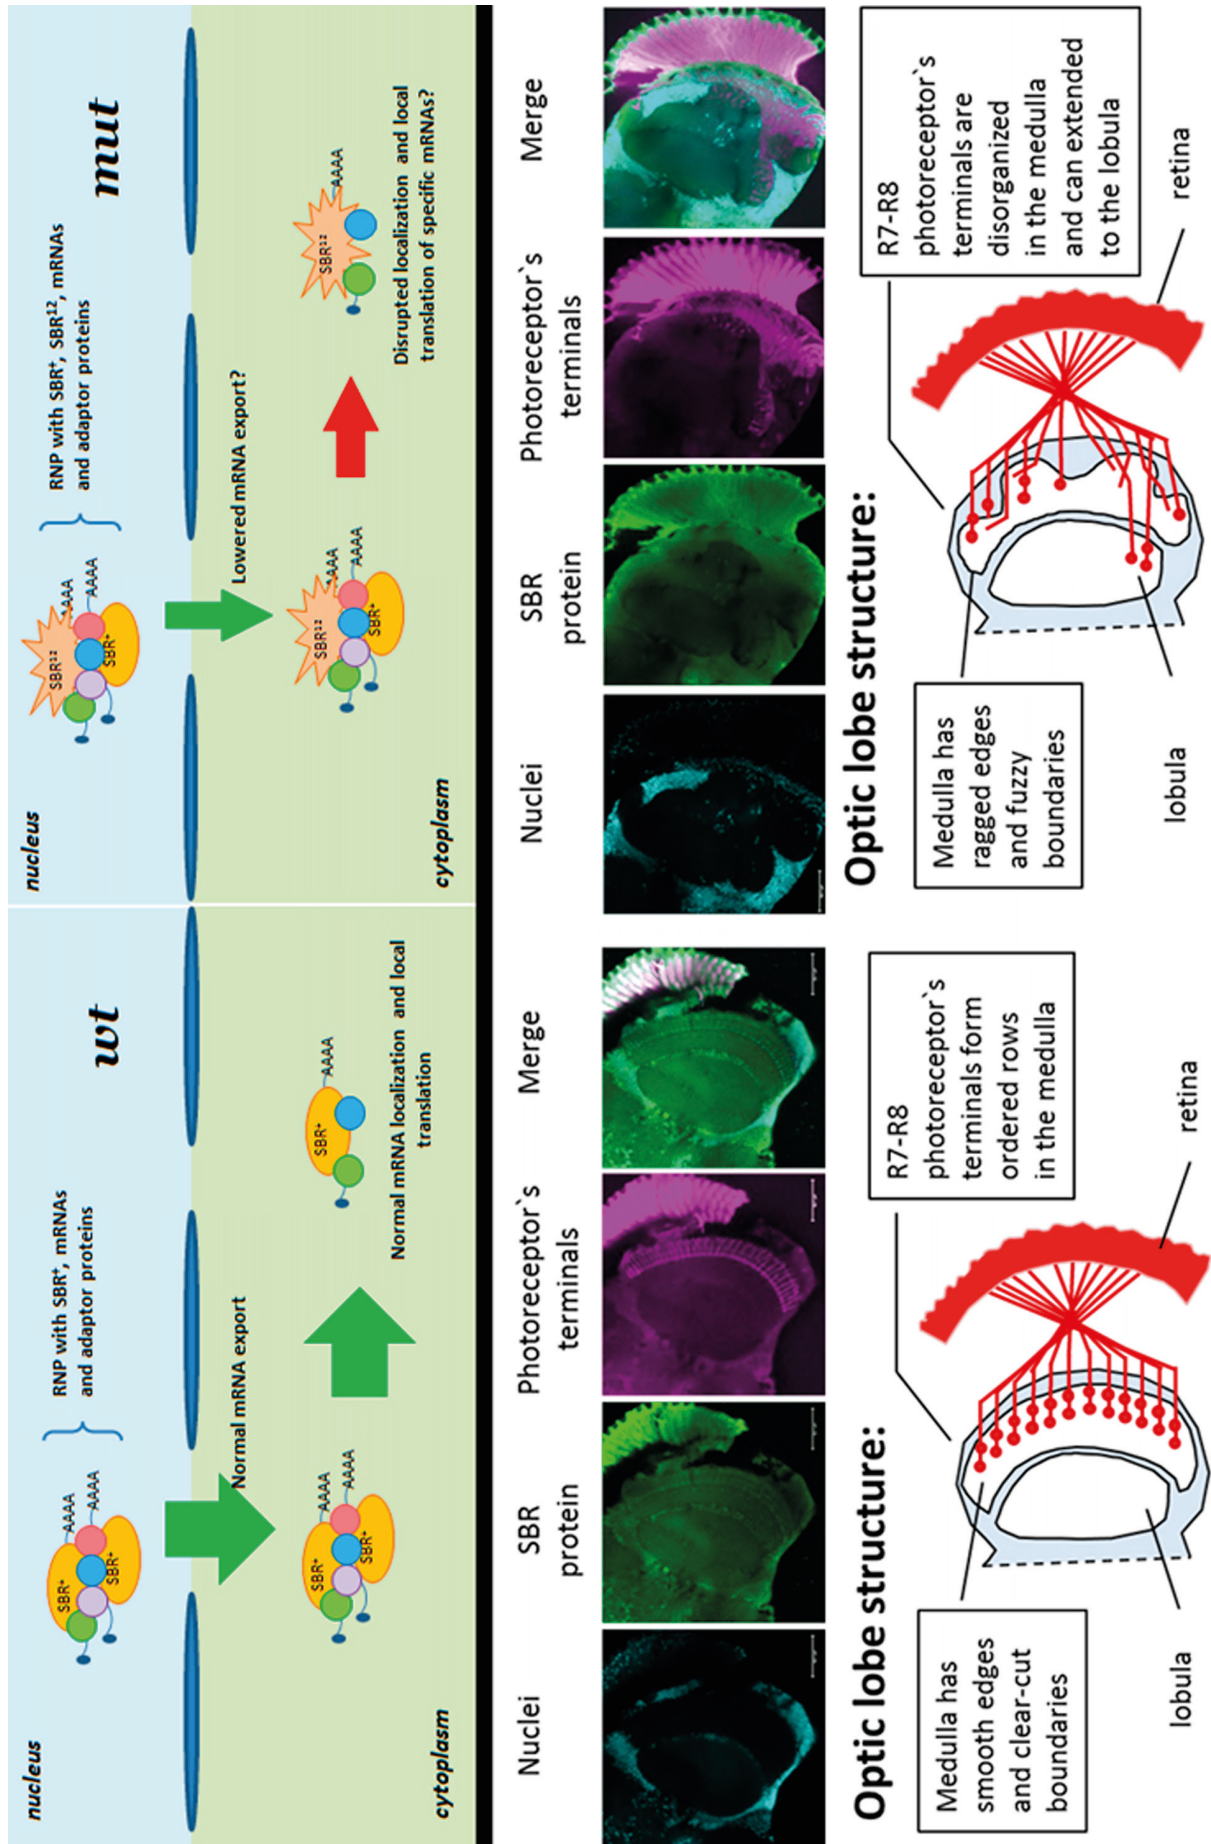 nucleus
wt
RNP with SBR⁺, mRNAs
and adaptor proteins
SBR⁺
SBR⁺
AAAA
AAAA
Normal mRNA export
SBR⁺
SBR⁺
AAAA
AAAA
SBR⁺
AAAA
Normal mRNA localization and local
translation
cytoplasm
nucleus
mut
RNP with SBR⁺, SBR¹², mRNAs
and adaptor proteins
SBR¹²
SBR⁺
AAAA
AAAA
Lowered mRNA export?
SBR¹²
SBR⁺
AAAA
AAAA
SBR¹²
AAAA
Disrupted localization and local
translation of specific mRNAs?
cytoplasm
Nuclei
SBR
protein
Photoreceptor`s
terminals
Merge
Nuclei
SBR
protein
Photoreceptor`s
terminals
Merge
Optic lobe structure:
Medulla has
smooth edges
and clear-cut
boundaries
R7-R8
photoreceptor`s
terminals form
ordered rows
in the medulla
lobula
retina
Optic lobe structure:
Medulla has
ragged edges
and fuzzy
boundaries
R7-R8
photoreceptor`s
terminals are
disorganized
in the medulla
and can extended
to the lobula
lobula
retina